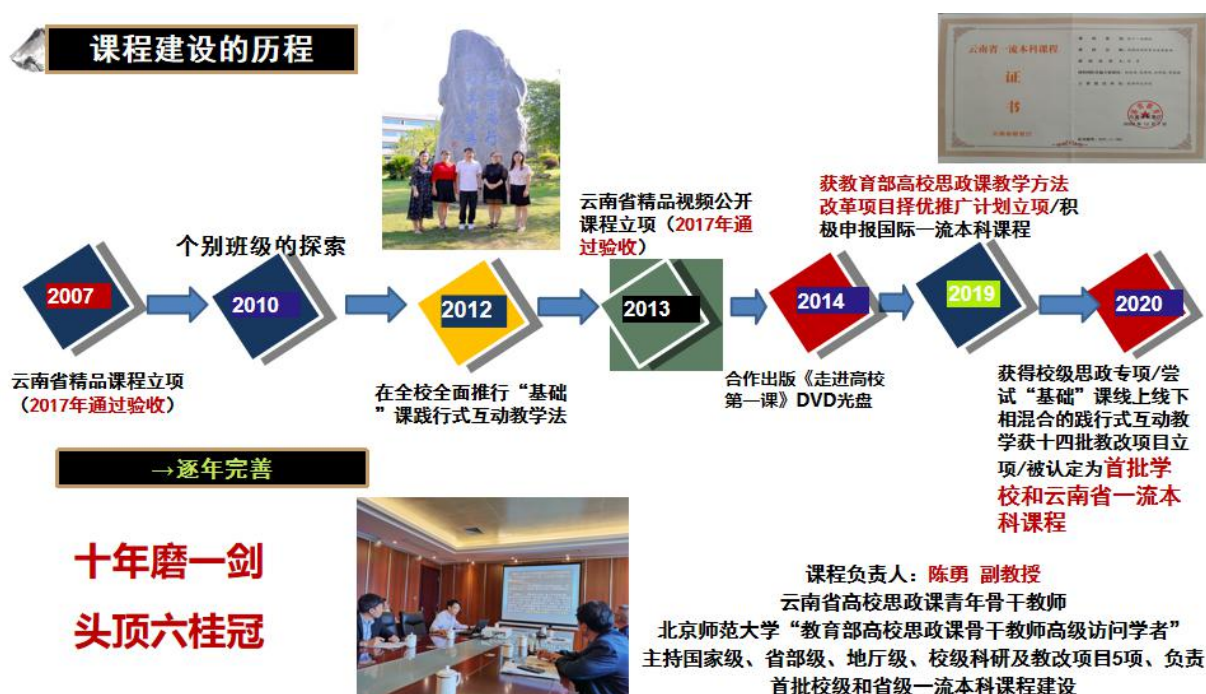 课程建设的历程
云南省一流本科课程
证
书
个别班级的探索
云南省精品视频公开
课程立项（2017年通
过验收）
获教育部高校思政课教学方法
改革项目择优推广计划立项/积
极申报国际一流本科课程
2007
2010
2012
2013
2014
2019
2020
云南省精品课程立项
（2017年通过验收）
在全校全面推行“基础
”课践行式互动教学法
合作出版《走进高校
第一课》DVD光盘
获得校级思政专项/尝
试“基础”课线上线下
相混合的践行式互动教
学获十四批教改项目立
项/被认定为首批学
校和云南省一流本
科课程
→逐年完善
十年磨一剑
头顶六桂冠
课程负责人：陈勇 副教授
云南省高校思政课青年骨干教师
北京师范大学“教育部高校思政课骨干教师高级访问学者”
主持国家级、省部级、地厅级、校级科研及教改项目5项、负责
首批校级和省级一流本科课程建设